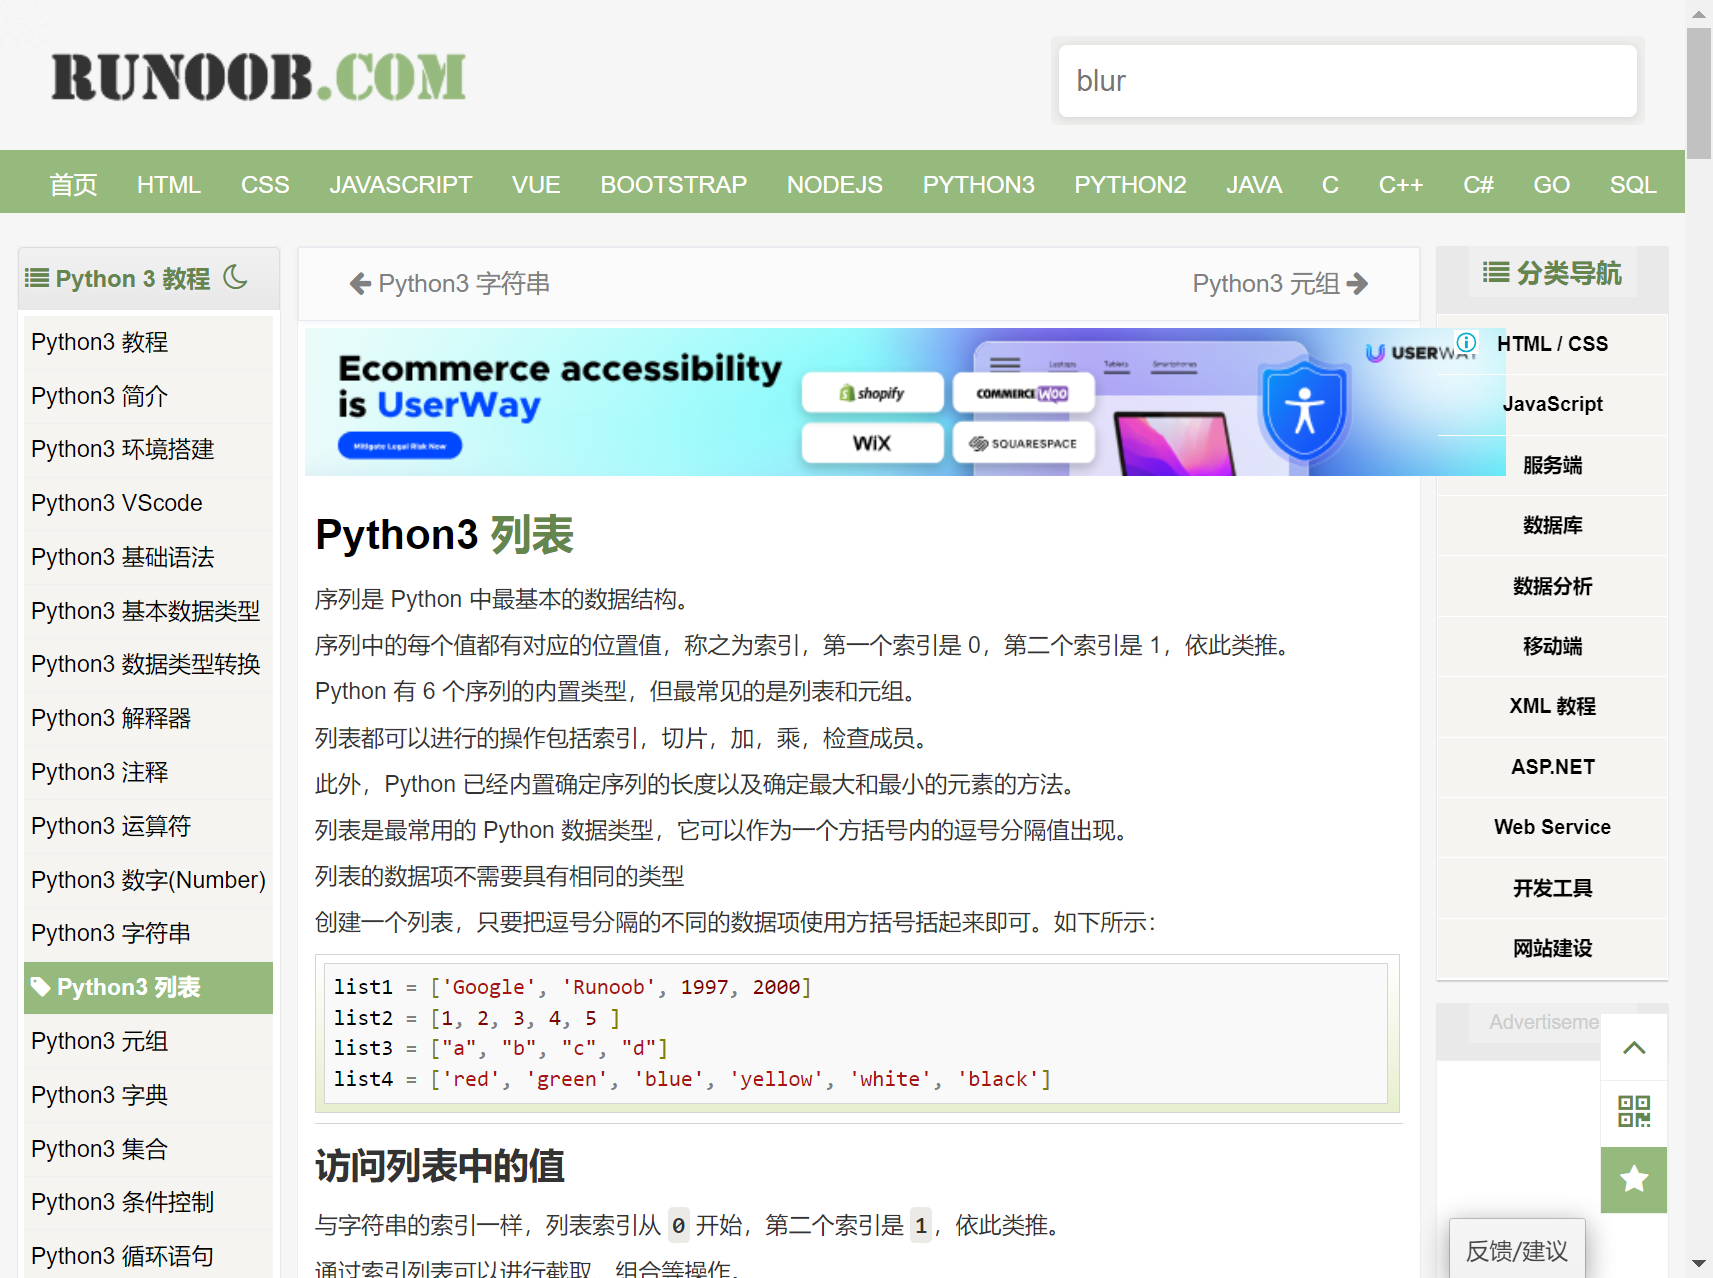 RUNOOB.COM
blur
首页 HTML CSS JAVASCRIPT VUE BOOTSTRAP NODEJS PYTHON3 PYTHON2 JAVA C C++ C# GO SQL
Python 3 教程
Python3 教程
Python3 简介
Python3 环境搭建
Python3 VScode
Python3 基础语法
Python3 基本数据类型
Python3 数据类型转换
Python3 解释器
Python3 注释
Python3 运算符
Python3 数字(Number)
Python3 字符串
Python3 列表
Python3 元组
Python3 字典
Python3 集合
Python3 条件控制
Python3 循环语句
Python3 字符串
Python3 元组
Ecommerce accessibility
is UserWay
Mitigate Legal Risk Now
shopify
COMMERCE WOO
WiX
SQUARESPACE
Laptops Tablets Smartphones
USERWAY
Python3 列表
序列是 Python 中最基本的数据结构。
序列中的每个值都有对应的位置值，称之为索引，第一个索引是 0，第二个索引是 1，依此类推。
Python 有 6 个序列的内置类型，但最常见的是列表和元组。
列表都可以进行的操作包括索引，切片，加，乘，检查成员。
此外，Python 已经内置确定序列的长度以及确定最大和最小的元素的方法。
列表是最常用的 Python 数据类型，它可以作为一个方括号内的逗号分隔值出现。
列表的数据项不需要具有相同的类型
创建一个列表，只要把逗号分隔的不同的数据项使用方括号括起来即可。如下所示：
list1 = ['Google', 'Runoob', 1997, 2000]
list2 = [1, 2, 3, 4, 5 ]
list3 = ["a", "b", "c", "d"]
list4 = ['red', 'green', 'blue', 'yellow', 'white', 'black']
访问列表中的值
与字符串的索引一样，列表索引从 0 开始，第二个索引是 1，依此类推。
通过索引列表可以进行截取、组合等操作。
分类导航
HTML / CSS
JavaScript
服务端
数据库
数据分析
移动端
XML 教程
ASP.NET
Web Service
开发工具
网站建设
Advertiseme
反馈/建议